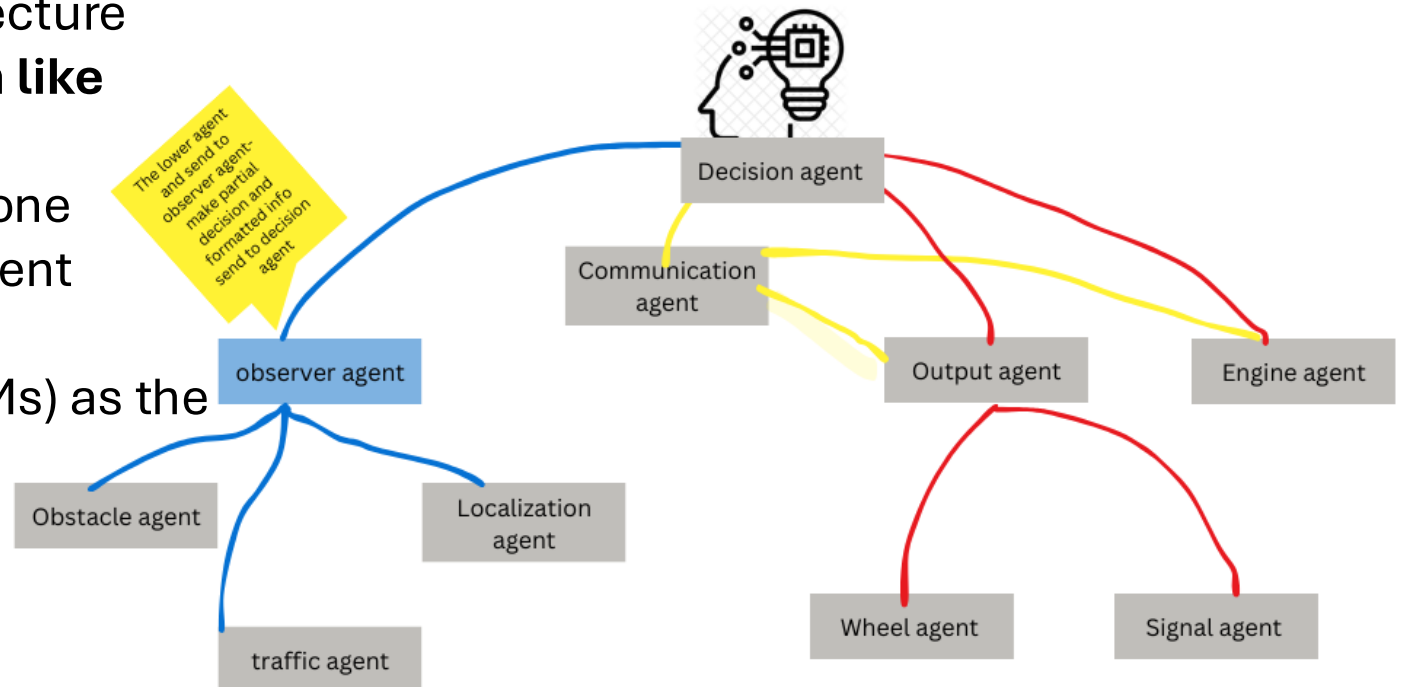 ecture
like
one
ent
Ms) as the
The lower agent
and send to
observer agent-
make partial
decision and
formatted info
send to decision
agent
Decision agent
Communication
agent
observer agent
Output agent
Engine agent
Obstacle agent
Localization
agent
traffic agent
Wheel agent
Signal agent